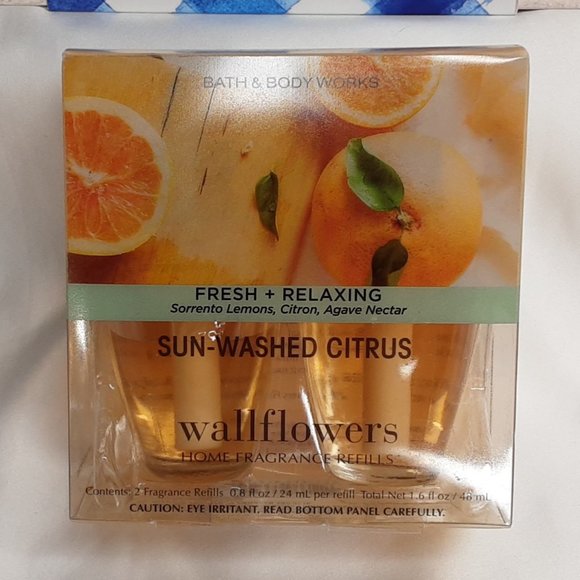 BATH & BODY WORKS
FRESH + RELAXING
Sorrento Lemons, Citron, Agave Nectar
SUN-WASHED CITRUS
wallflowers
HOME FRAGRANCE REFILLS
Contents: 2 Fragrance Refills 0.8 fl oz / 24 mL per refill Total Net 1.6 fl oz / 48 mL
CAUTION: EYE IRRITANT. READ BOTTOM PANEL CAREFULLY.